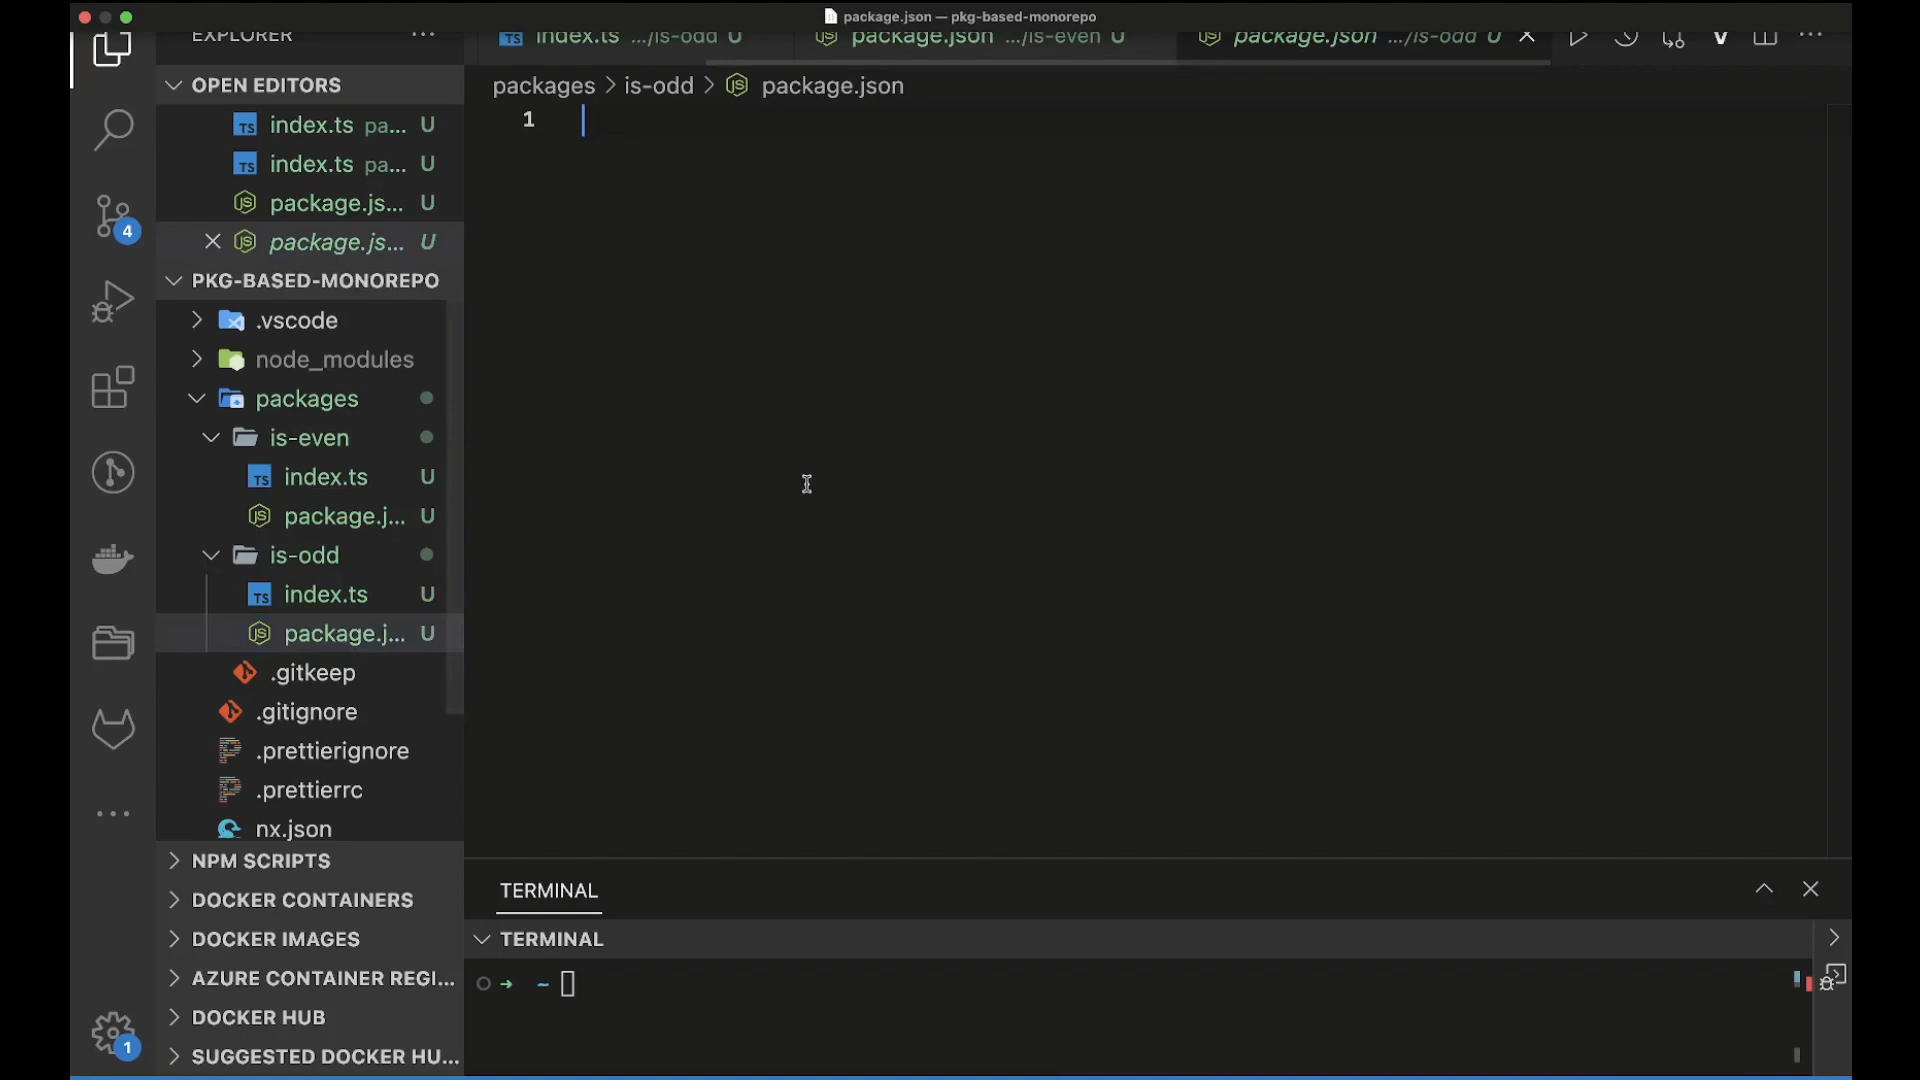 package.json — pkg-based-monorepo
EXPLORER
index.ts .../is-odd U
package.json .../is-even U
package.json .../is-odd U
OPEN EDITORS
packages > is-odd > package.json
index.ts pa... U
1
index.ts pa... U
package.js... U
package.js... U
4
PKG-BASED-MONOREPO
.vscode
node_modules
packages
is-even
index.ts U
package.j... U
is-odd
index.ts U
package.j... U
.gitkeep
.gitignore
.prettierignore
.prettierrc
nx.json
NPM SCRIPTS
DOCKER CONTAINERS
DOCKER IMAGES
AZURE CONTAINER REGI...
DOCKER HUB
SUGGESTED DOCKER HU...
1
TERMINAL
TERMINAL
➜ ~